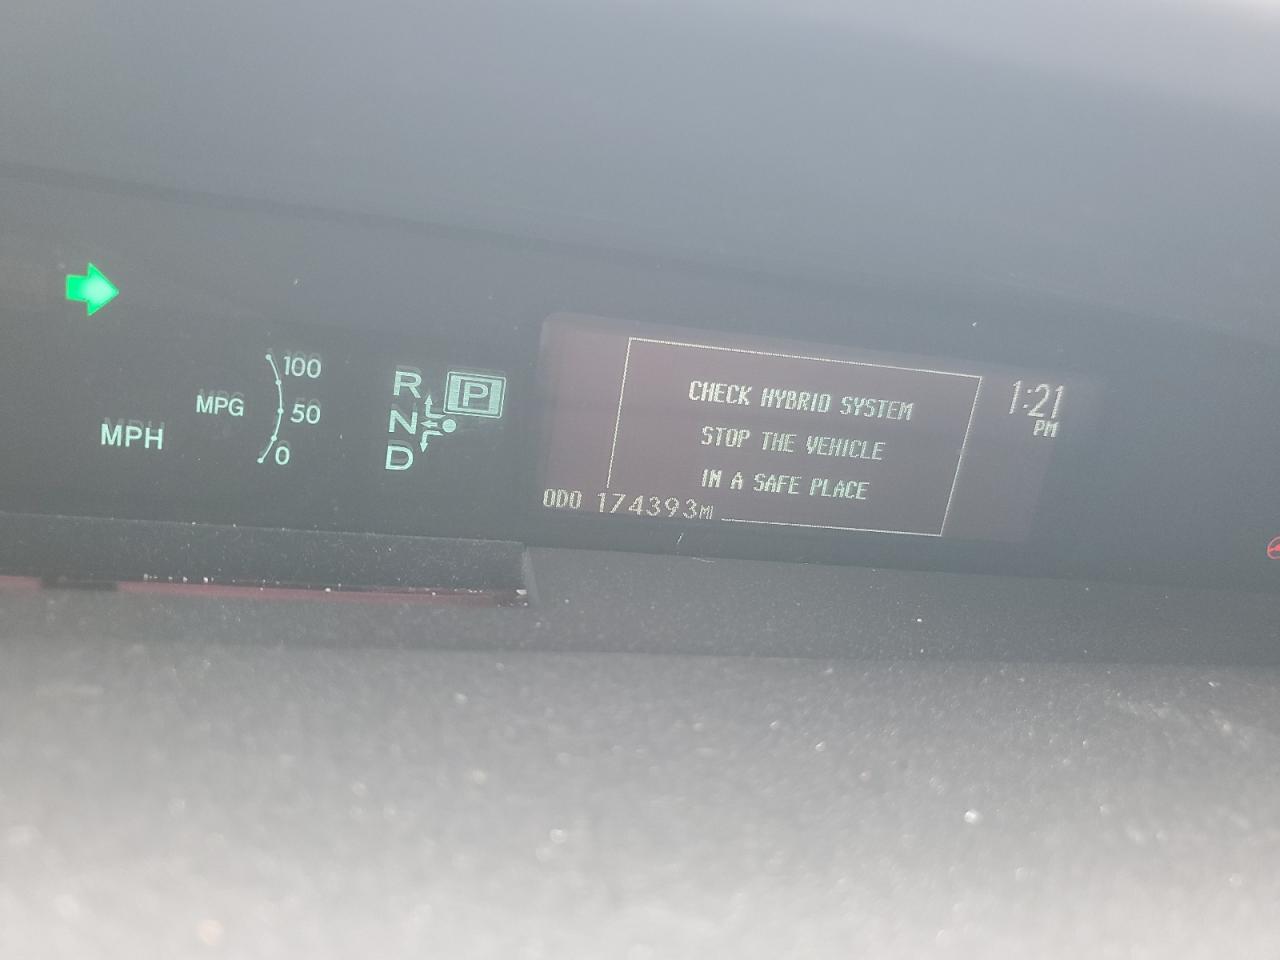 MPH
MPG
100
50
0
R
N
D
P
CHECK HYBRID SYSTEM
STOP THE VEHICLE
IN A SAFE PLACE
ODO 174393MI
1:21
PM